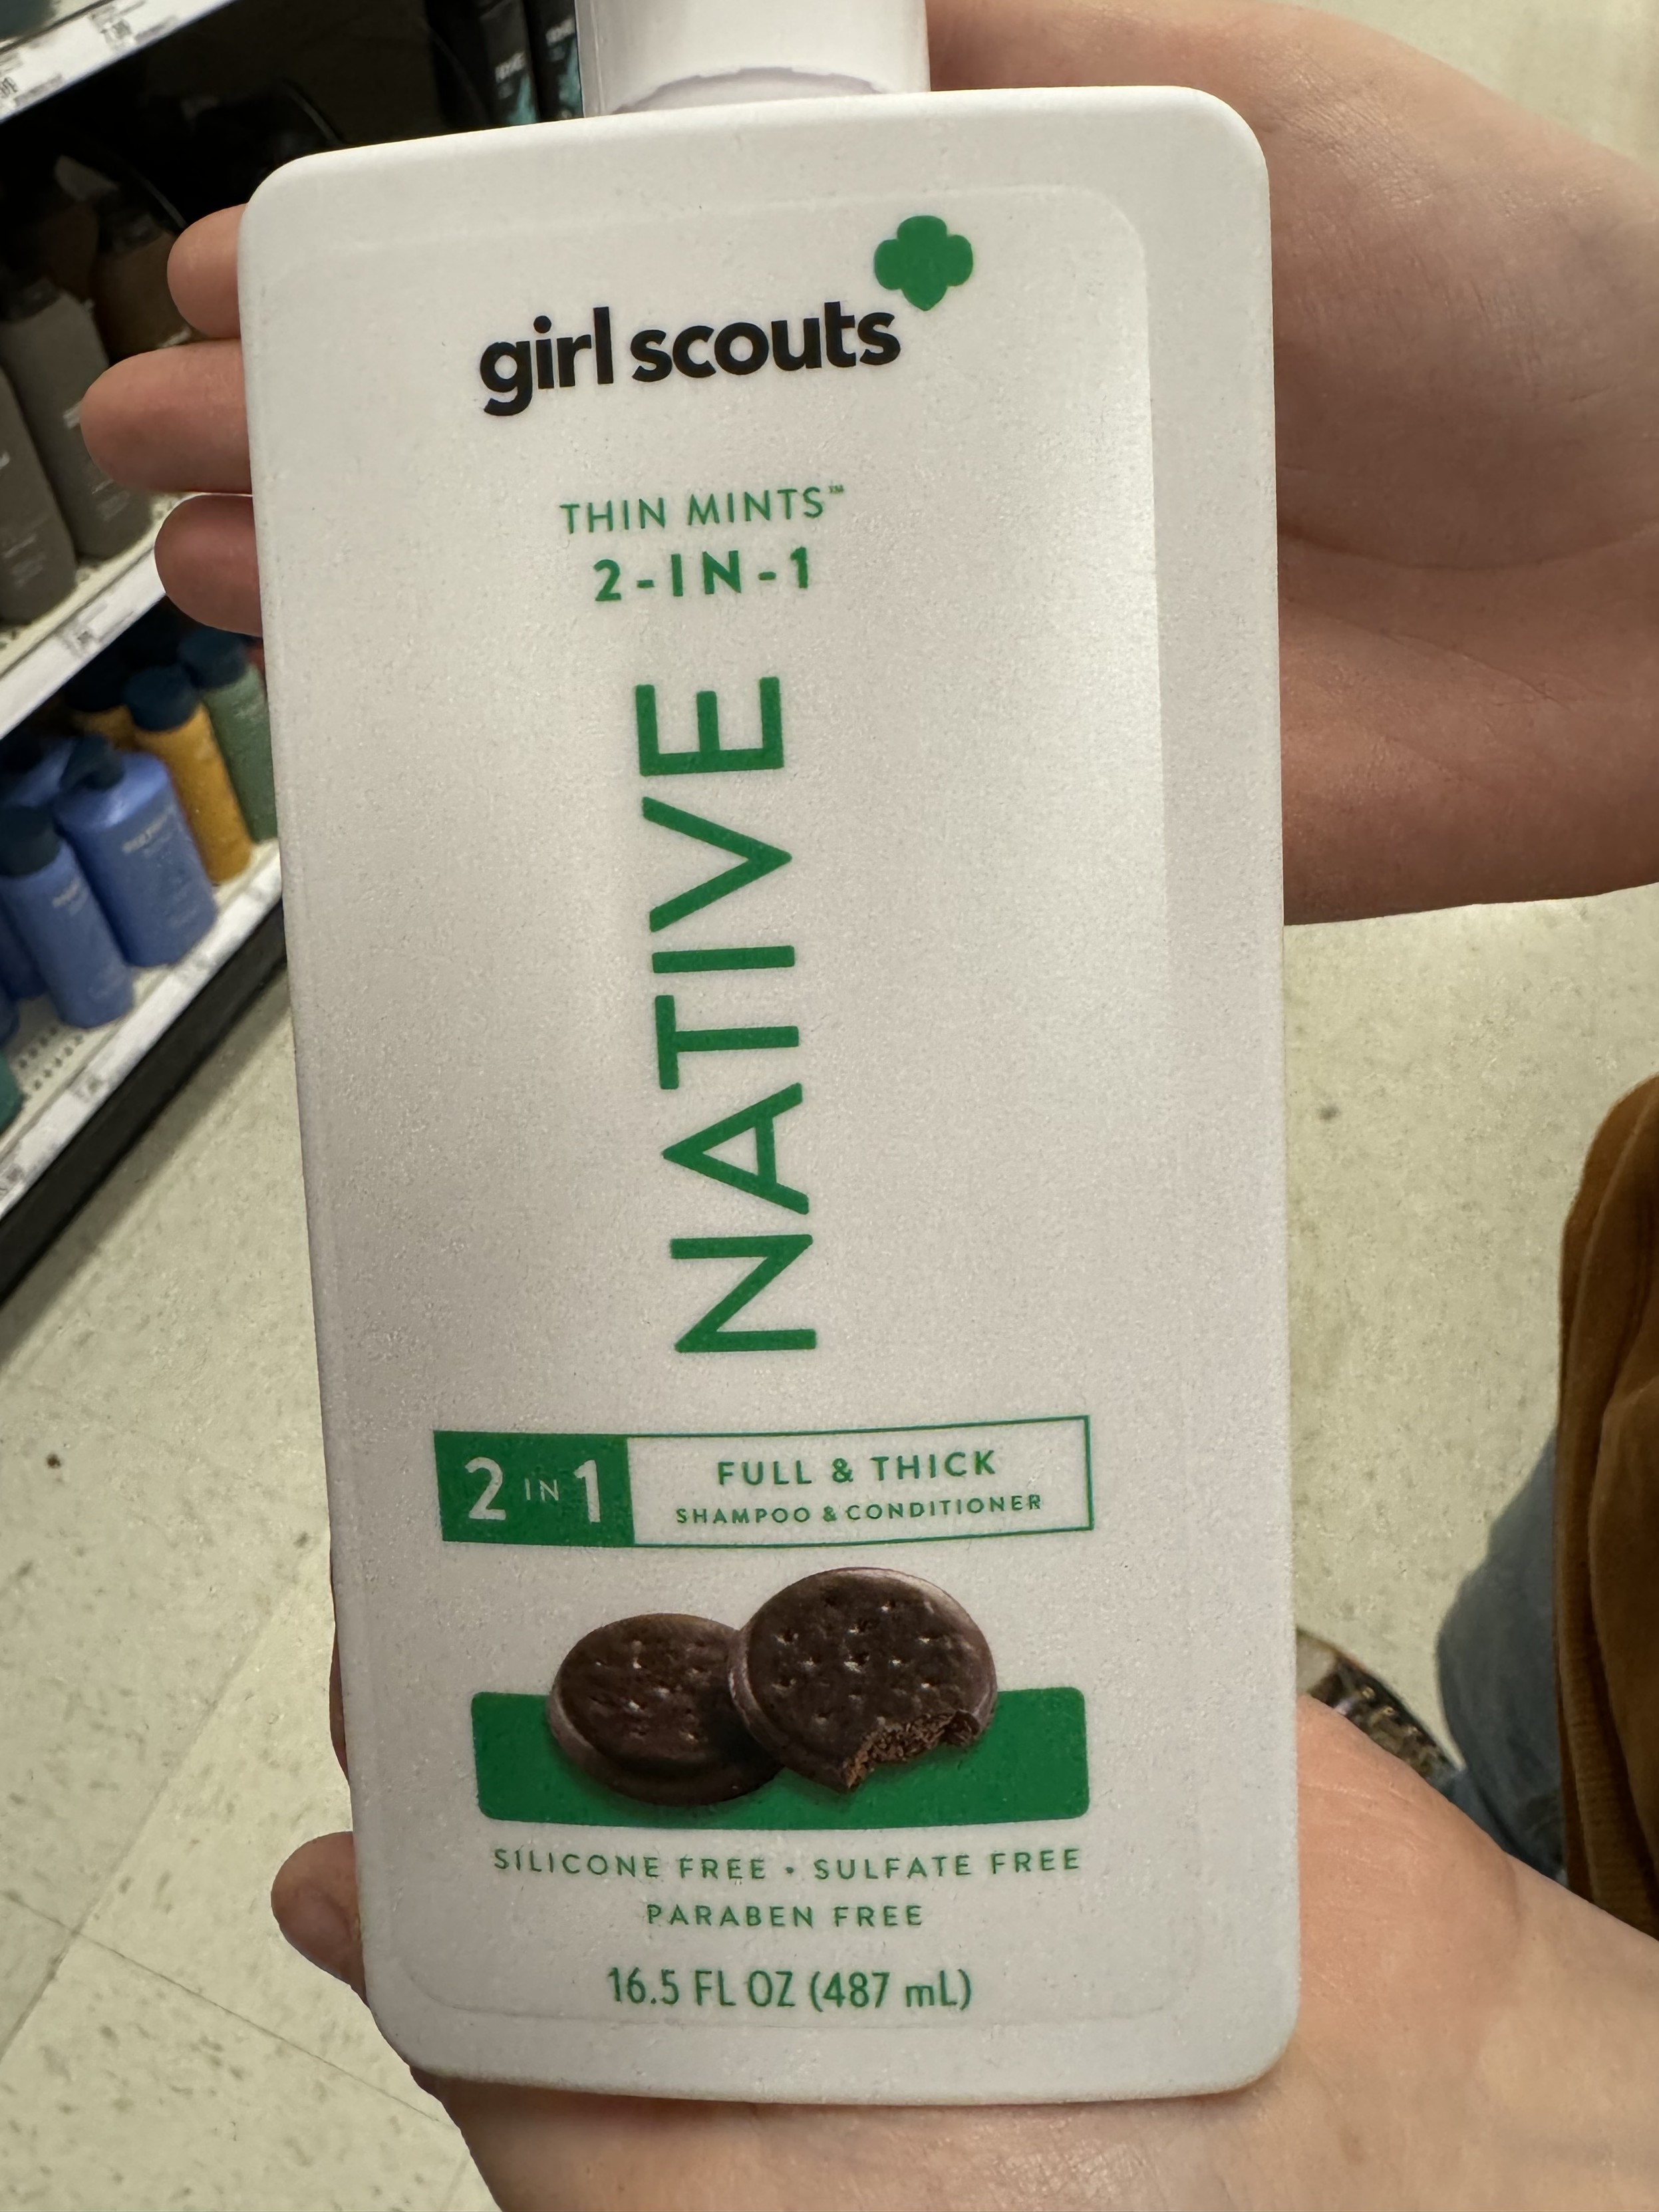 girl scouts
THIN MINTS™
2-IN-1
NATIVE
2 IN 1
FULL & THICK
SHAMPOO & CONDITIONER
SILICONE FREE • SULFATE FREE
PARABEN FREE
16.5 FL OZ (487 mL)